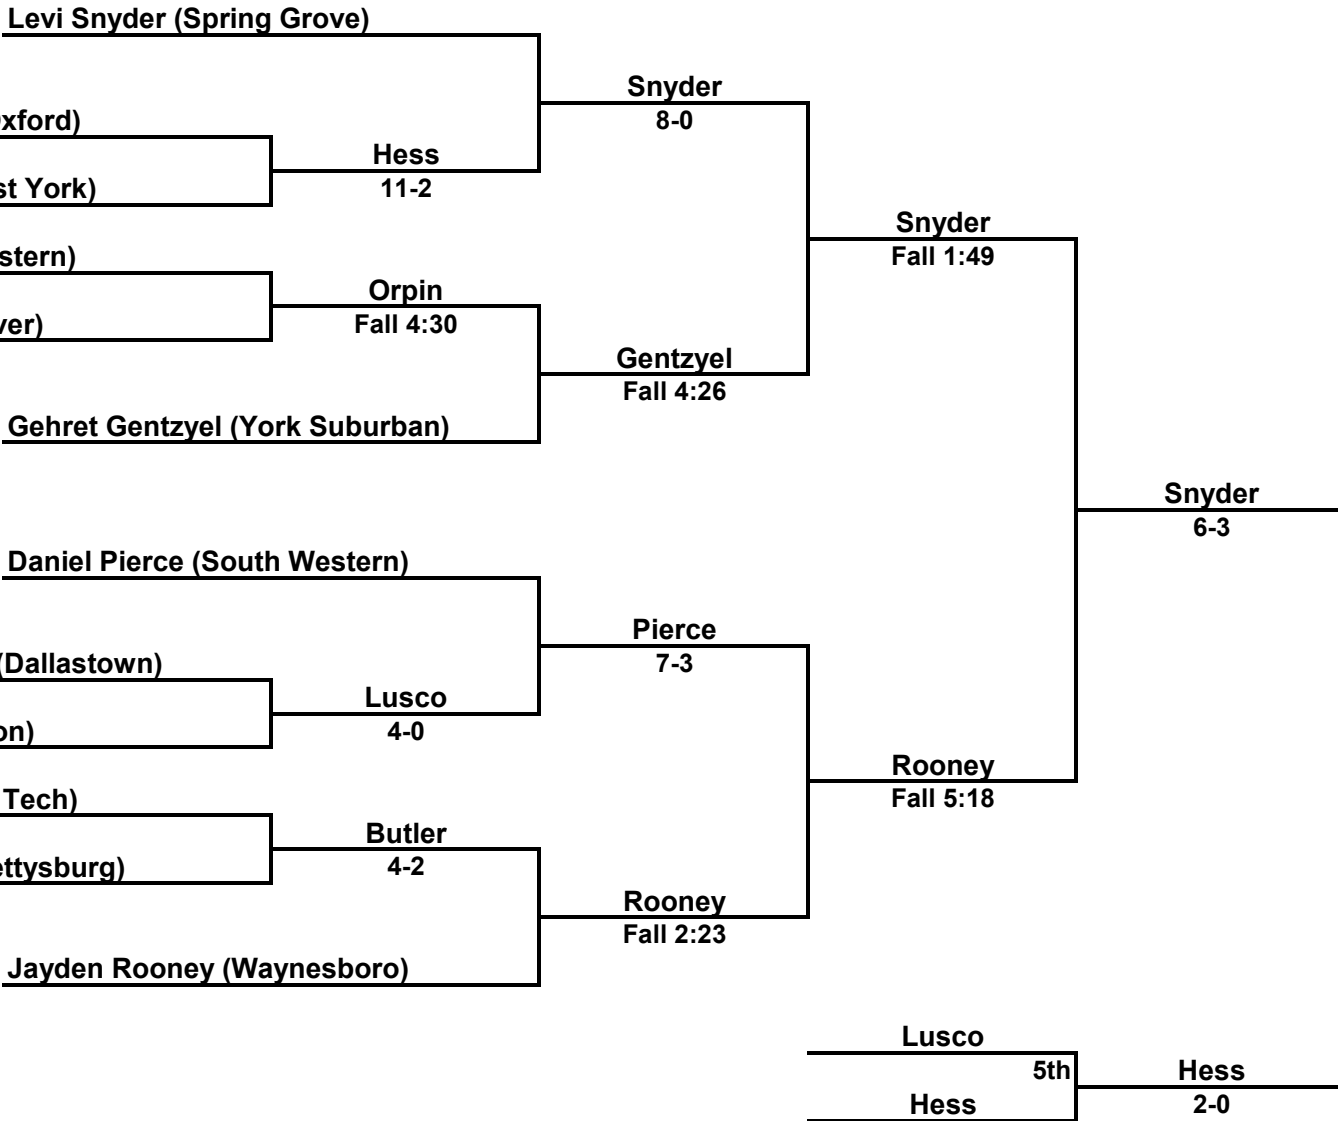 Levi Snyder (Spring Grove)
Snyder
8-0
xford)
Hess
11-2
st York)
Snyder
Fall 1:49
stern)
Orpin
Fall 4:30
ver)
Gentzyel
Fall 4:26
Gehret Gentzyel (York Suburban)
Snyder
6-3
Daniel Pierce (South Western)
Pierce
7-3
(Dallastown)
Lusco
4-0
on)
Rooney
Fall 5:18
Tech)
Butler
4-2
ettysburg)
Rooney
Fall 2:23
Jayden Rooney (Waynesboro)
Lusco
5th
Hess
2-0
Hess